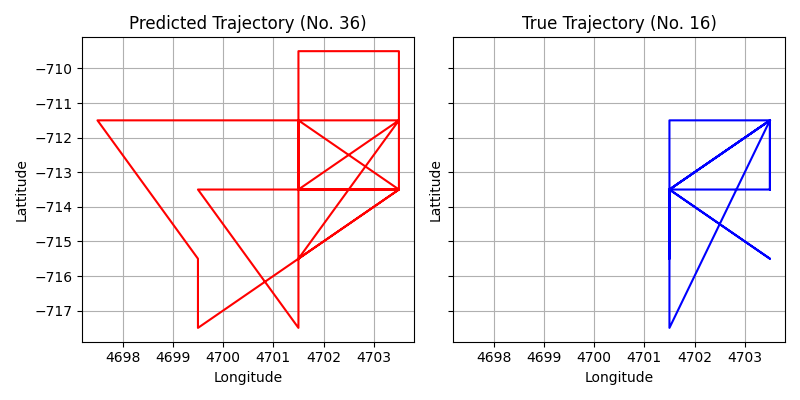 Predicted Trajectory (No. 36)
True Trajectory (No. 16)
−710
−711
−712
−713
−714
−715
−716
−717
Lattitude
Lattitude
4698 4699 4700 4701 4702 4703
4698 4699 4700 4701 4702 4703
Longitude
Longitude